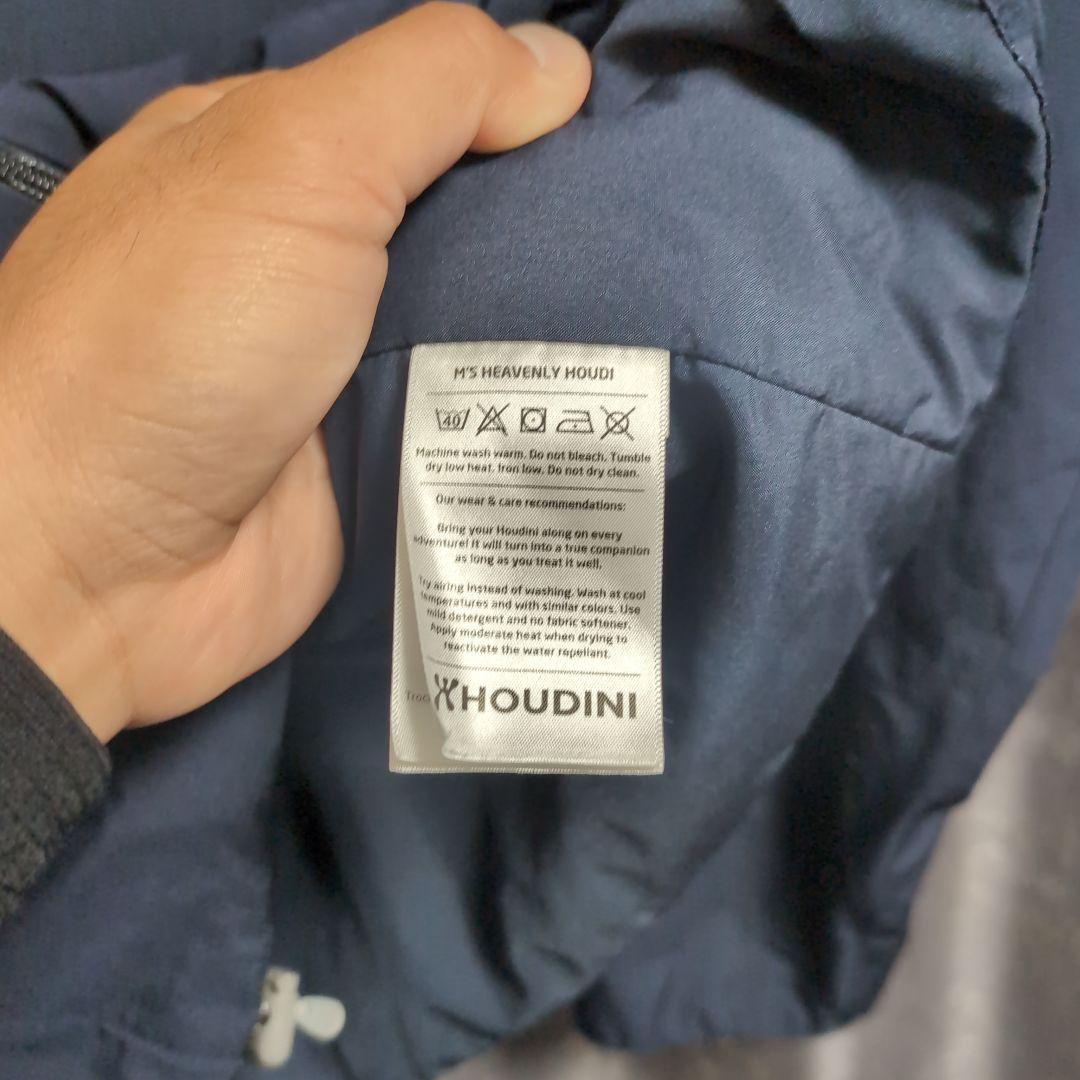 M'S HEAVENLY HOUDI
40
Machine wash warm. Do not bleach. Tumble
dry low heat. Iron low. Do not dry clean.
Our wear & care recommendations:
Bring your Houdini along on every
adventure! It will turn into a true companion
as long as you treat it well.
Try airing instead of washing. Wash at cool
temperatures and with similar colors. Use
mild detergent and no fabric softener.
Apply moderate heat when drying to
reactivate the water repellant.
HOUDINI